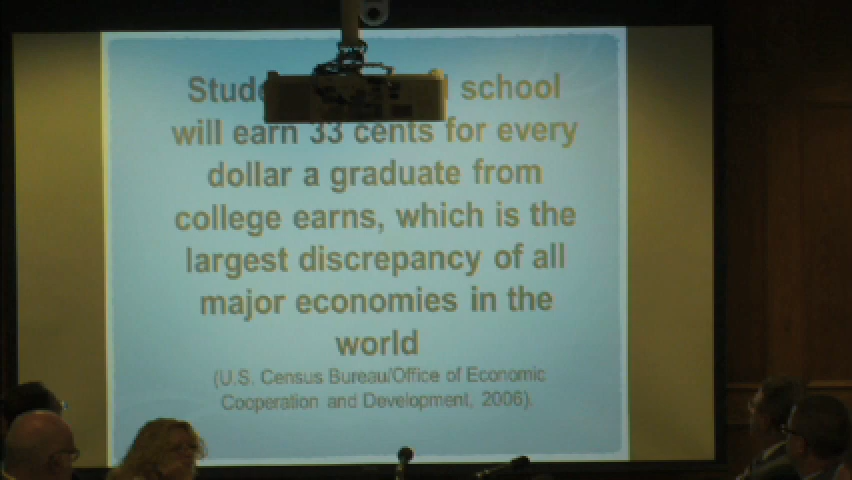 school
will earn 33 cents for every
dollar a graduate from
college earns, which is the
largest discrepancy of all
major economies in the
world
(U.S. Census Bureau/Office of Economic
Cooperation and Development, 2006).